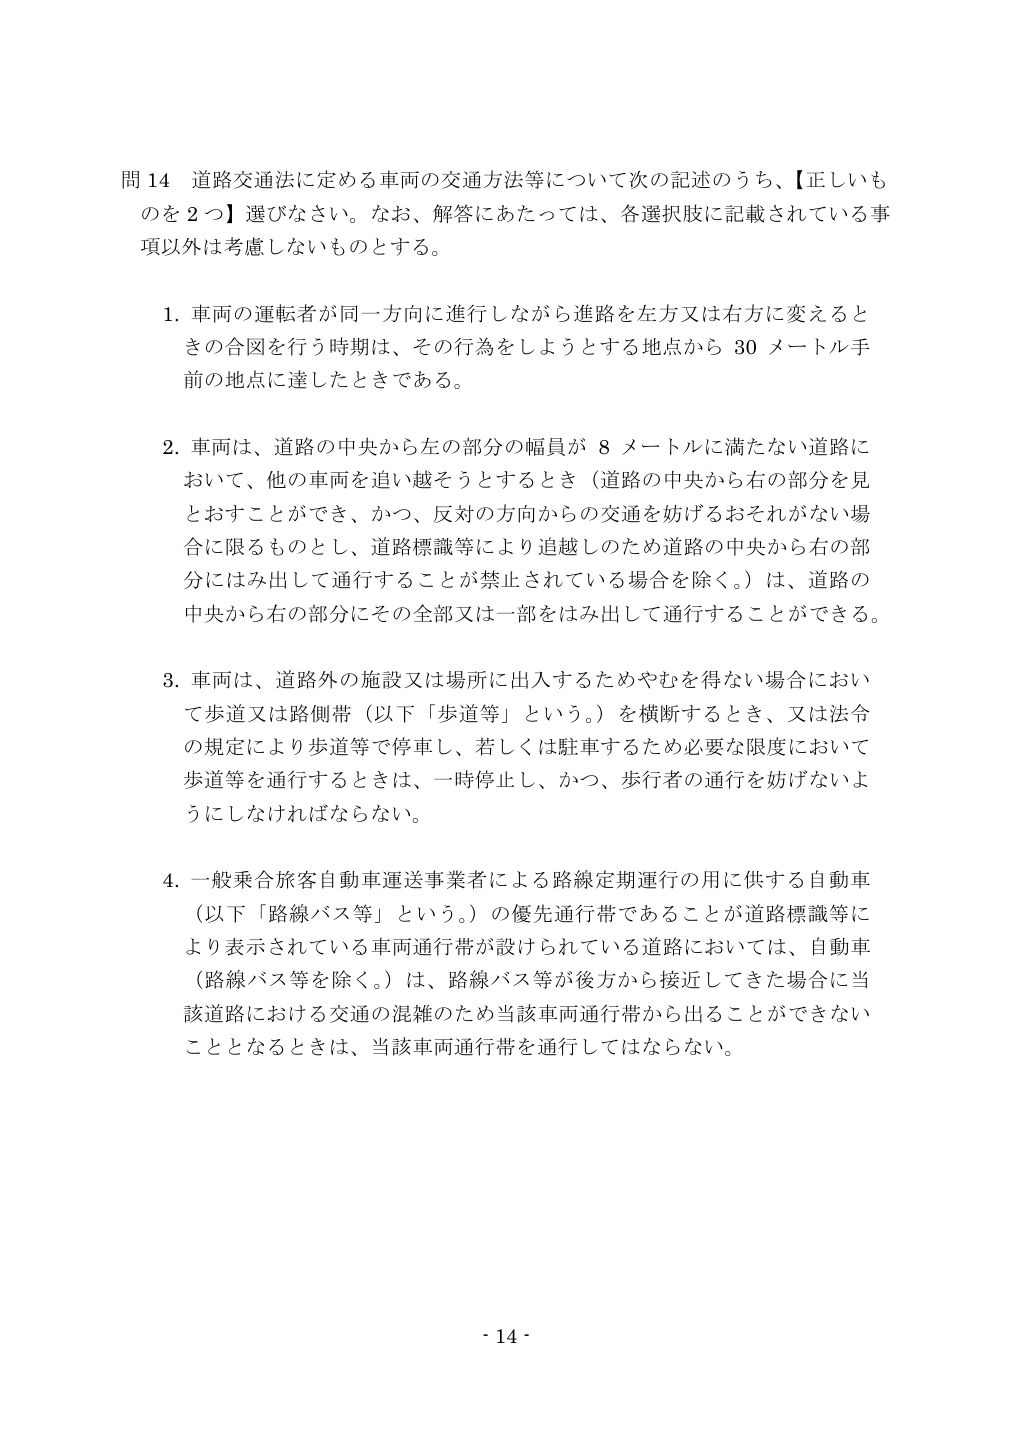 問 14　道路交通法に定める車両の交通方法等について次の記述のうち、【正しいも
のを 2 つ】選びなさい。なお、解答にあたっては、各選択肢に記載されている事
項以外は考慮しないものとする。
1. 車両の運転者が同一方向に進行しながら進路を左方又は右方に変えると
きの合図を行う時期は、その行為をしようとする地点から 30 メートル手
前の地点に達したときである。
2. 車両は、道路の中央から左の部分の幅員が 8 メートルに満たない道路に
おいて、他の車両を追い越そうとするとき（道路の中央から右の部分を見
とおすことができ、かつ、反対の方向からの交通を妨げるおそれがない場
合に限るものとし、道路標識等により追越しのため道路の中央から右の部
分にはみ出して通行することが禁止されている場合を除く。）は、道路の
中央から右の部分にその全部又は一部をはみ出して通行することができる。
3. 車両は、道路外の施設又は場所に出入するためやむを得ない場合におい
て歩道又は路側帯（以下「歩道等」という。）を横断するとき、又は法令
の規定により歩道等で停車し、若しくは駐車するため必要な限度において
歩道等を通行するときは、一時停止し、かつ、歩行者の通行を妨げないよ
うにしなければならない。
4. 一般乗合旅客自動車運送事業者による路線定期運行の用に供する自動車
（以下「路線バス等」という。）の優先通行帯であることが道路標識等に
より表示されている車両通行帯が設けられている道路においては、自動車
（路線バス等を除く。）は、路線バス等が後方から接近してきた場合に当
該道路における交通の混雑のため当該車両通行帯から出ることができない
こととなるときは、当該車両通行帯を通行してはならない。
- 14 -